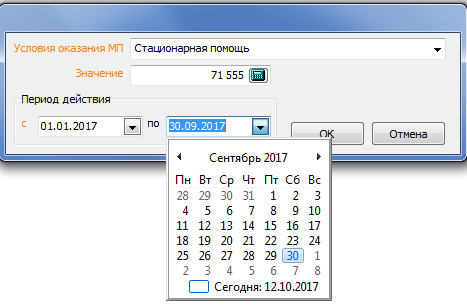 Условия оказания МП Стационарная помощь
Значение 71 555
Период действия
с 01.01.2017 по 30.09.2017
ОК Отмена
Сентябрь 2017
Пн Вт Ср Чт Пт Сб Вс
28 29 30 31 1 2 3
4 5 6 7 8 9 10
11 12 13 14 15 16 17
18 19 20 21 22 23 24
25 26 27 28 29 30 1
2 3 4 5 6 7 8
Сегодня: 12.10.2017